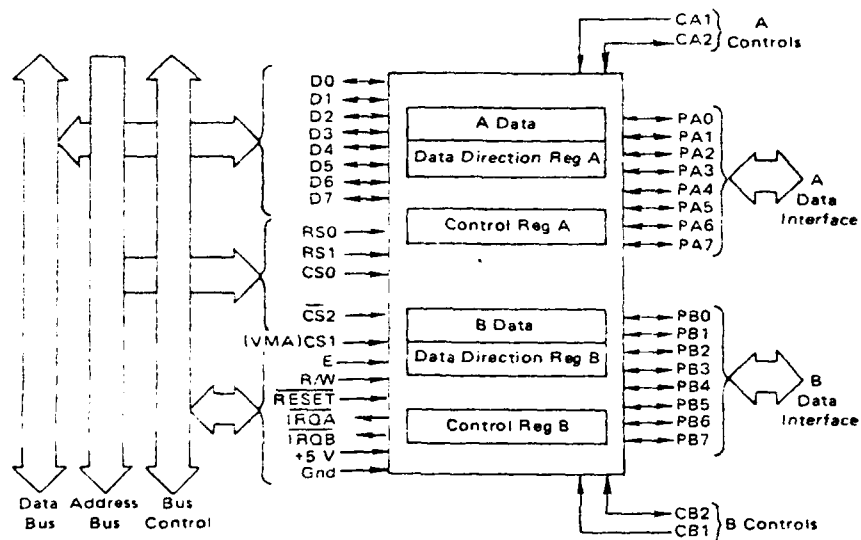 CA1
CA2
A
Controls
D0
D1
D2
D3
D4
D5
D6
D7
RS0
RS1
CS0
CS2
(VMA)CS1
E
R/W
RESET
IRQA
IRQB
+5 V
Gnd
A Data
Data Direction Reg A
Control Reg A
B Data
Data Direction Reg B
Control Reg B
PA0
PA1
PA2
PA3
PA4
PA5
PA6
PA7
A
Data
Interface
PB0
PB1
PB2
PB3
PB4
PB5
PB6
PB7
B
Data
Interface
CB2
CB1
B Controls
Data
Bus
Address
Bus
Bus
Control